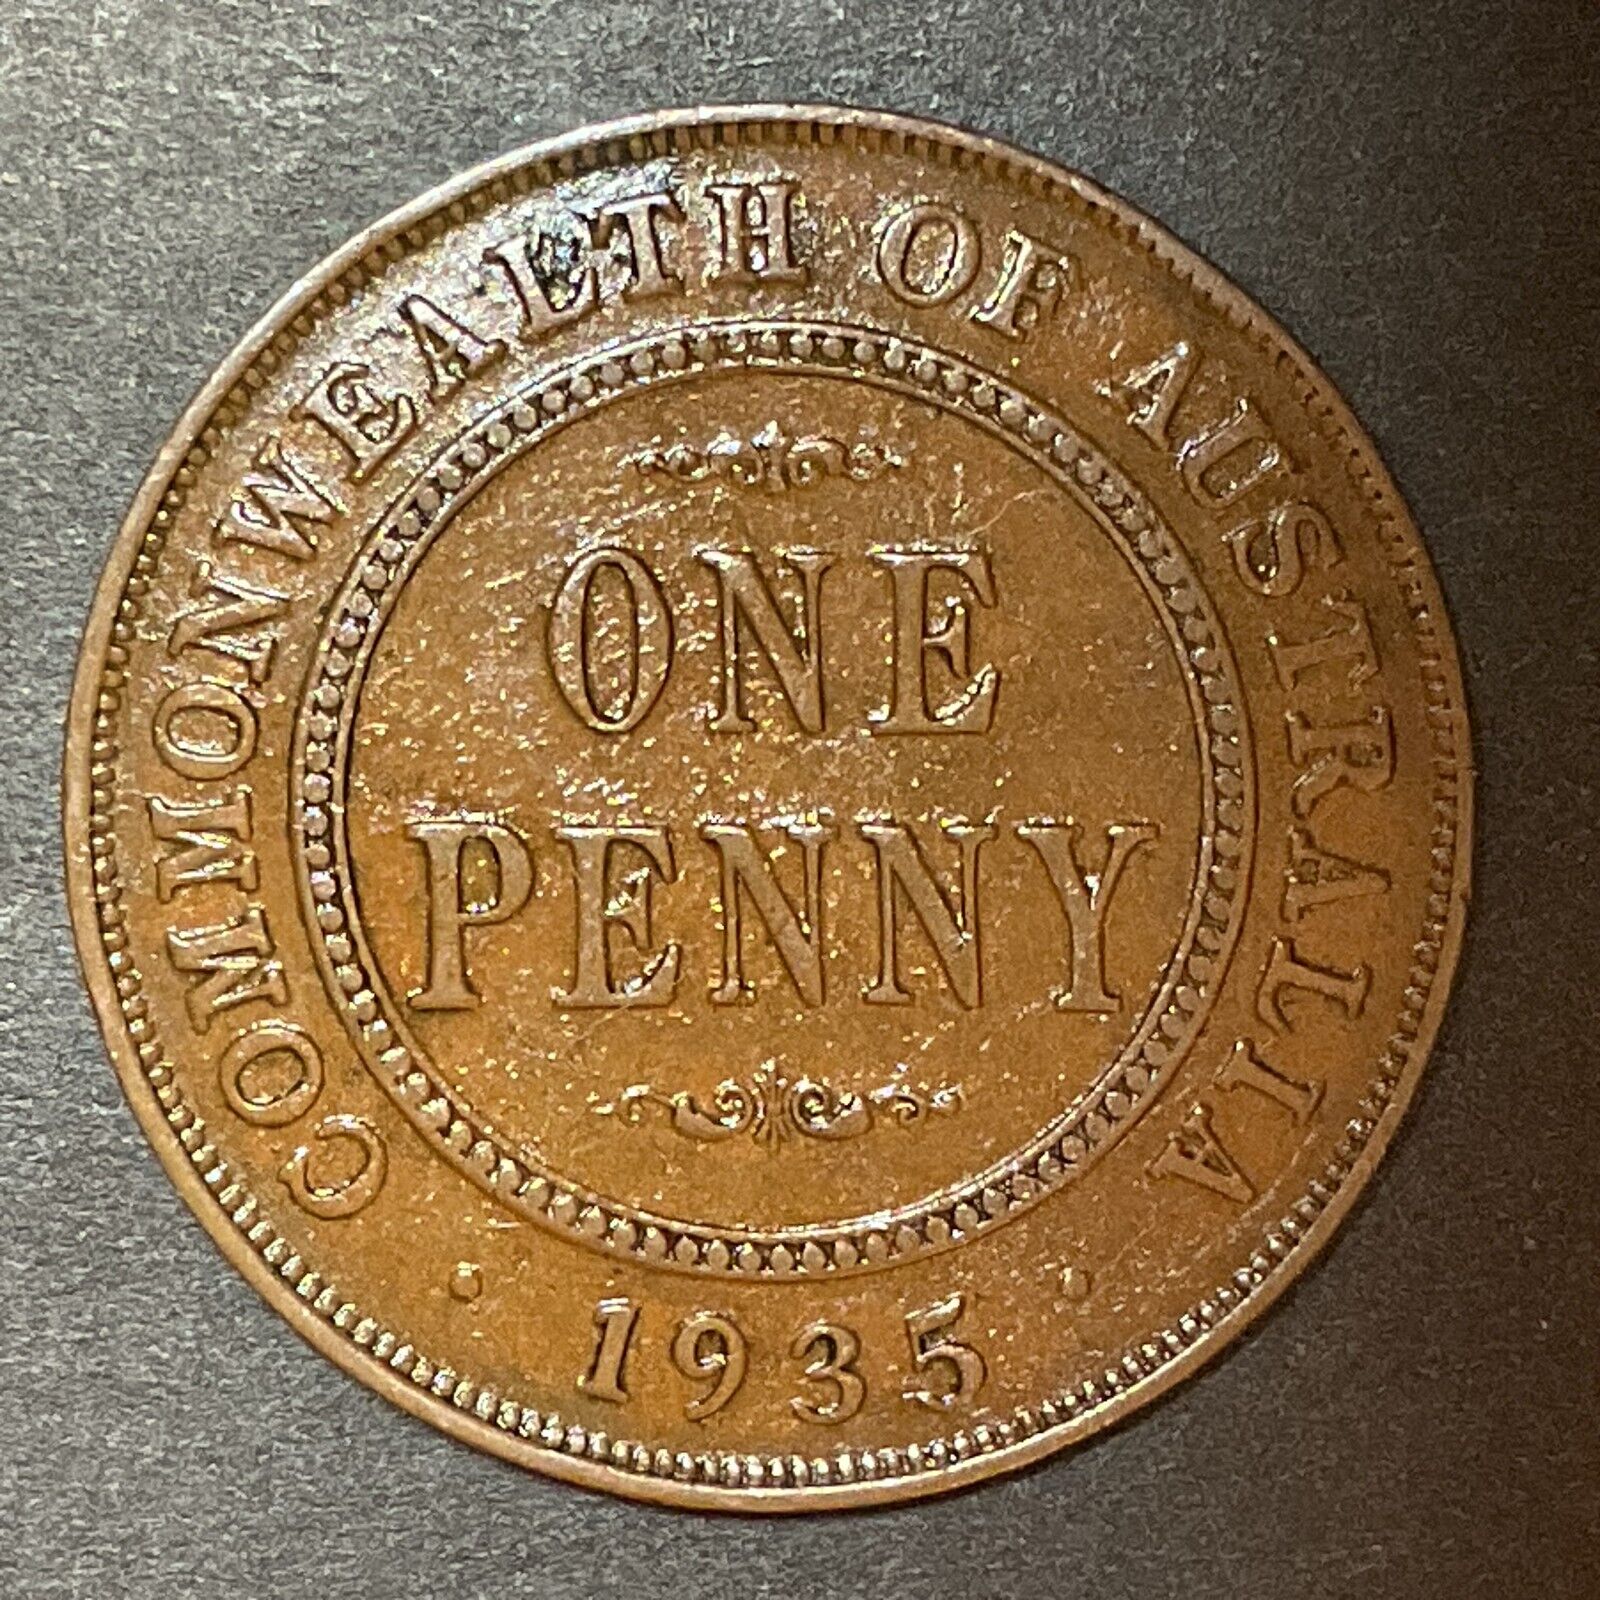 COMMONWEALTH OF AUSTRALIA
ONE
PENNY
· 1935 ·